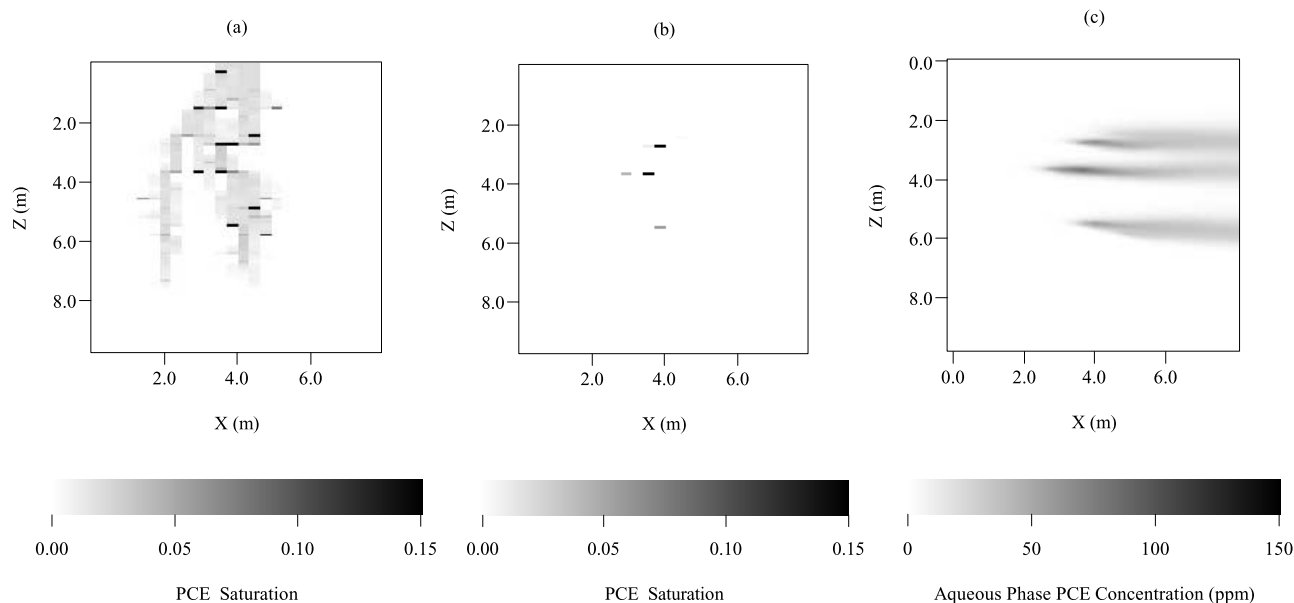 (a)
(b)
(c)
0.0
2.0
4.0
6.0
8.0
Z (m)
2.0 4.0 6.0
X (m)
2.0
4.0
6.0
8.0
Z (m)
2.0 4.0 6.0
X (m)
2.0
4.0
6.0
8.0
Z (m)
0.0 2.0 4.0 6.0
X (m)
0.00 0.05 0.10 0.15
PCE Saturation
0.00 0.05 0.10 0.15
PCE Saturation
0 50 100 150
Aqueous Phase PCE Concentration (ppm)